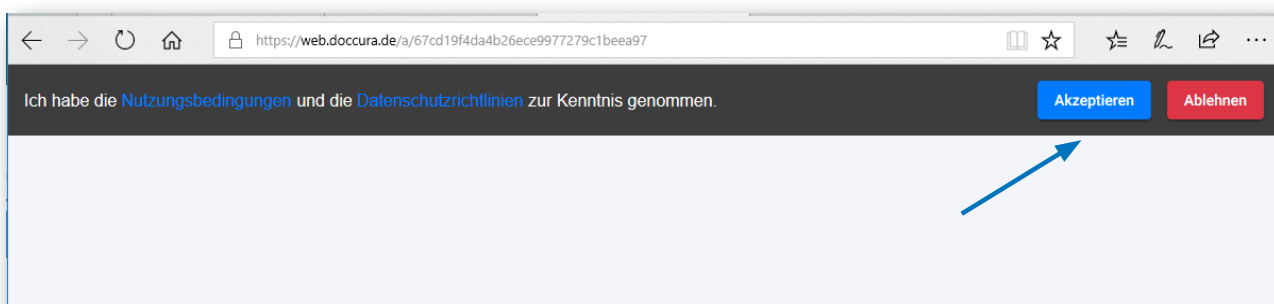 https://web.doccura.de/a/67cd19f4da4b26ece9977279c1beea97
Ich habe die Nutzungsbedingungen und die Datenschutzrichtlinien zur Kenntnis genommen.
Akzeptieren
Ablehnen